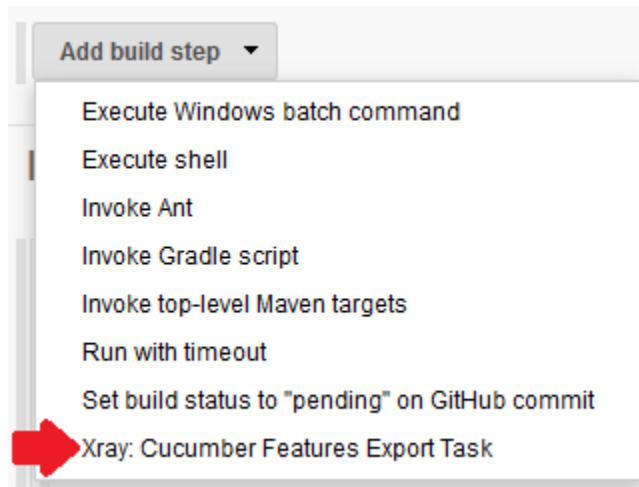 Add build step
Execute Windows batch command
Execute shell
Invoke Ant
Invoke Gradle script
Invoke top-level Maven targets
Run with timeout
Set build status to "pending" on GitHub commit
Xray: Cucumber Features Export Task